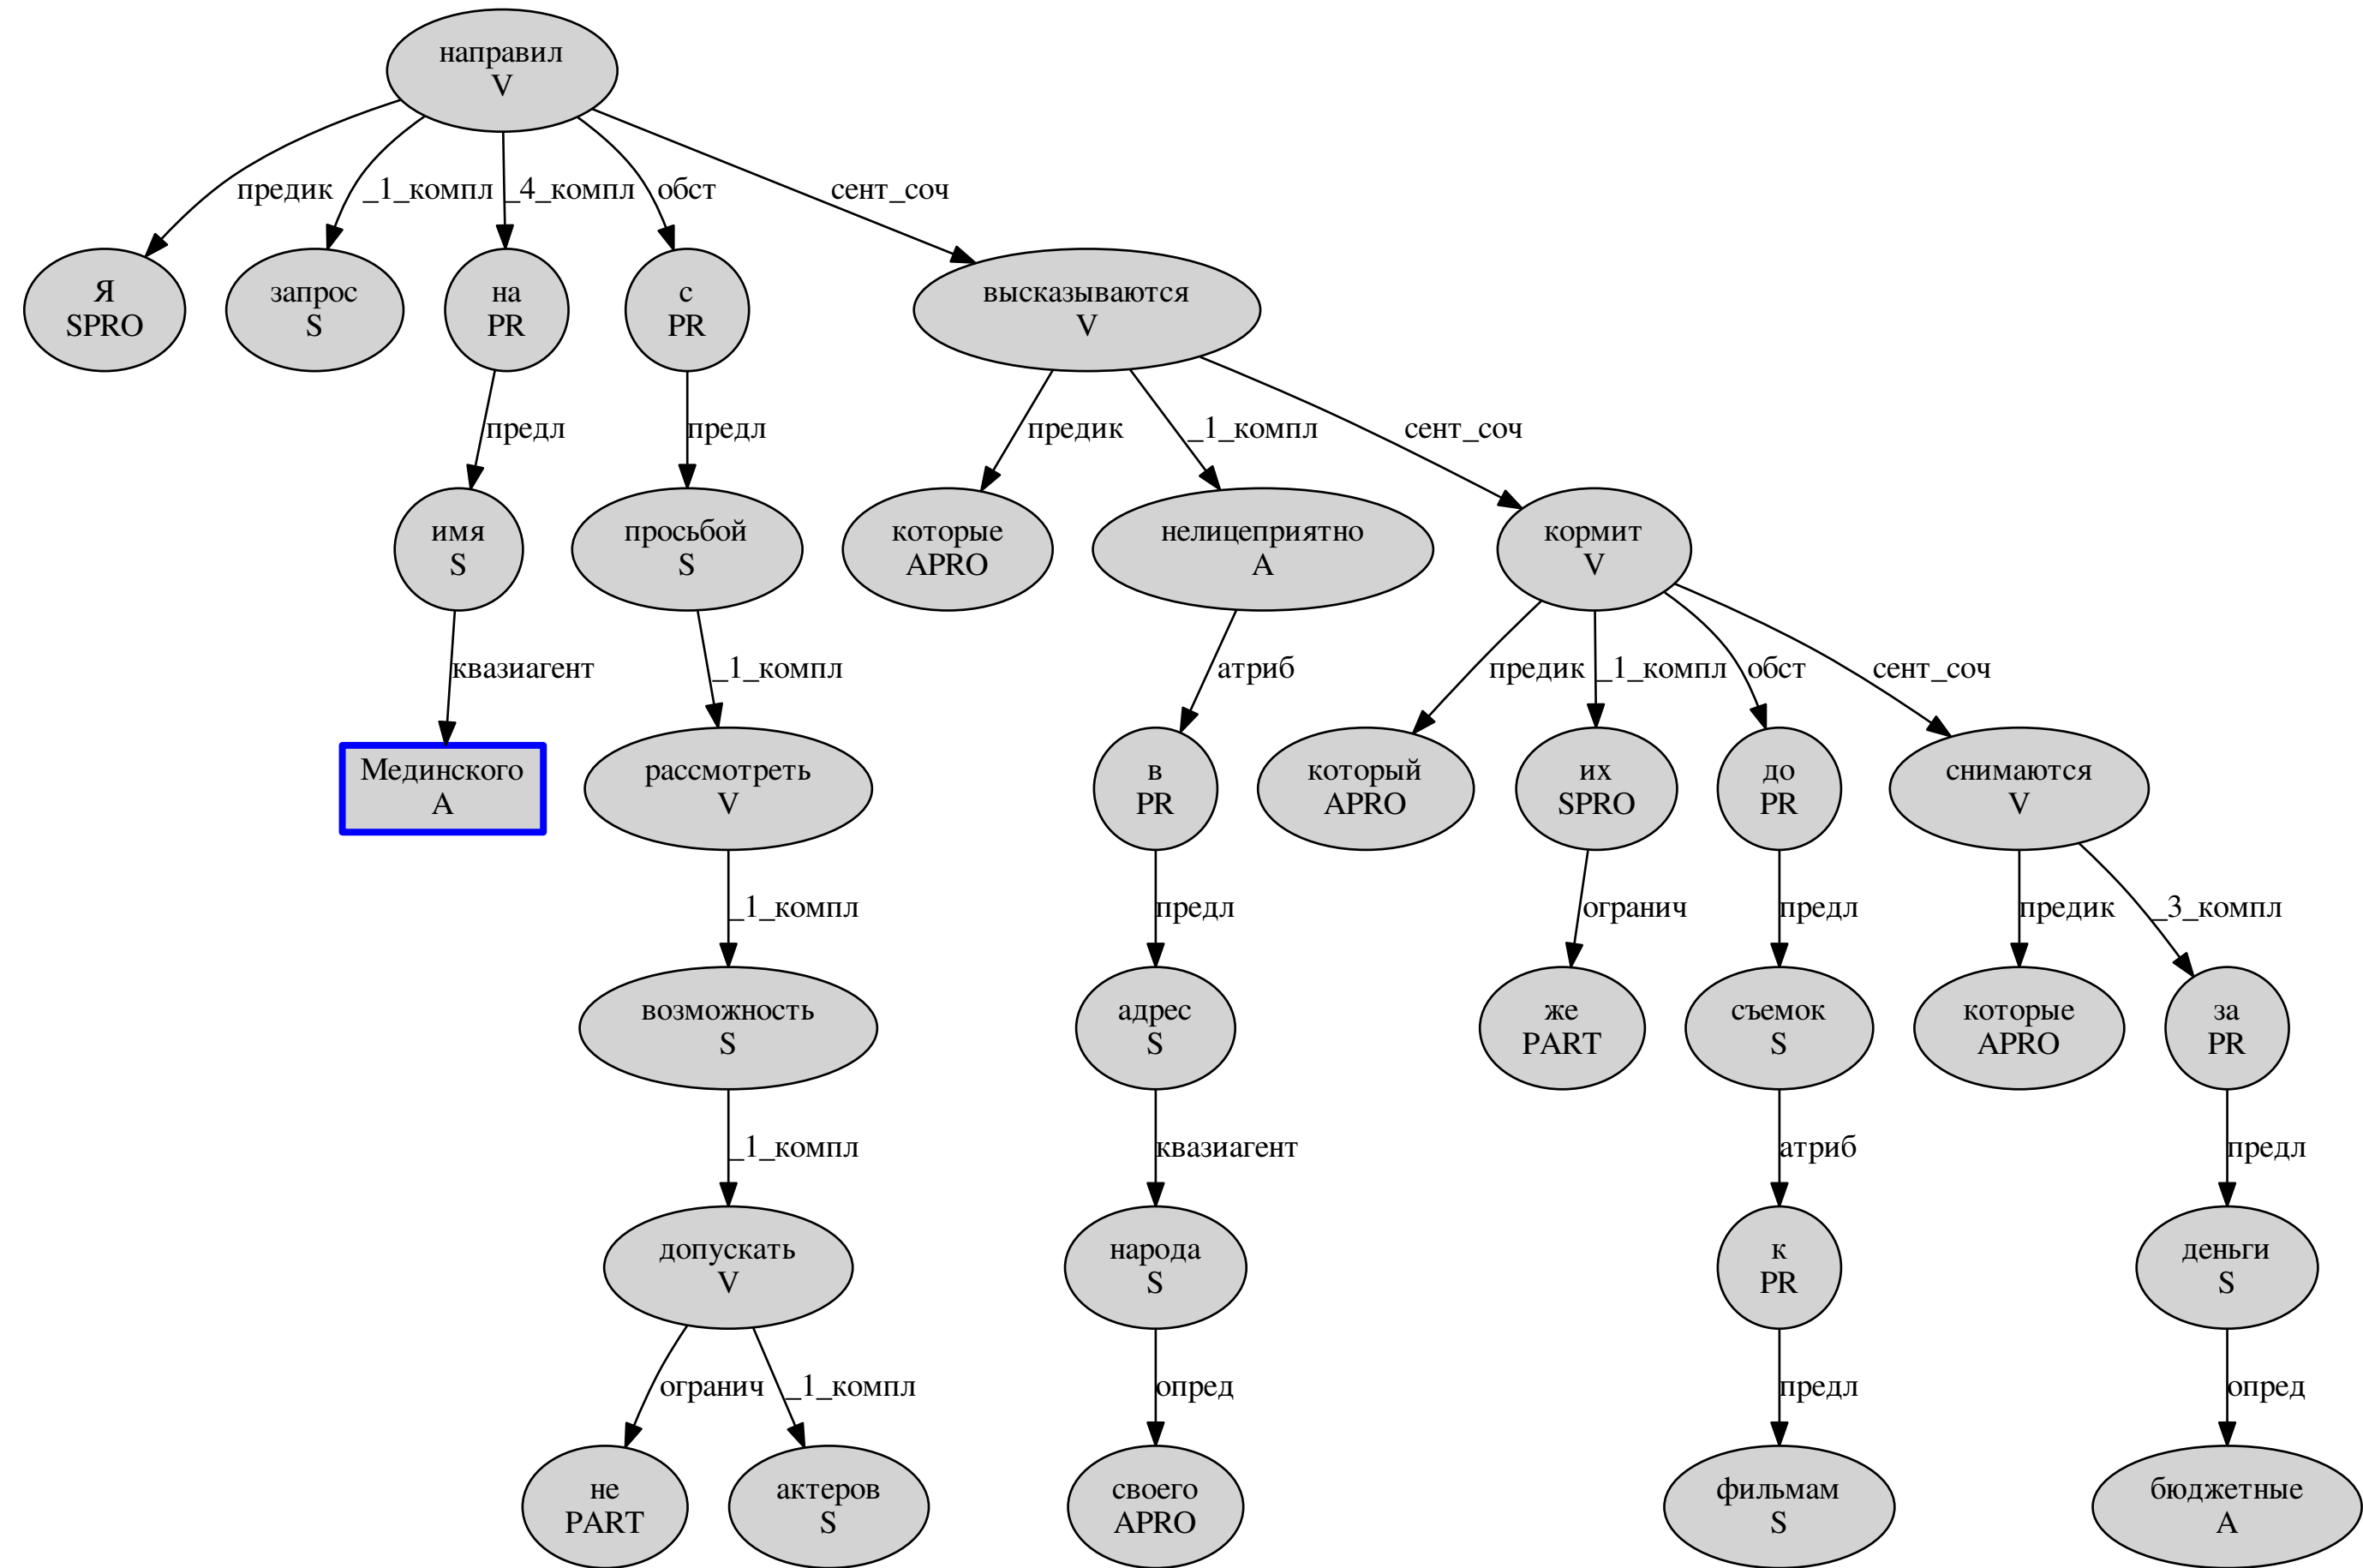 направил
V
предик
_1_компл
_4_компл
обст
сент_соч
Я
SPRO
запрос
S
на
PR
с
PR
высказываются
V
предл
предл
предик
_1_компл
сент_соч
имя
S
просьбой
S
которые
APRO
нелицеприятно
A
кормит
V
квазиагент
_1_компл
атриб
предик
_1_компл
обст
сент_соч
Мединского
A
рассмотреть
V
в
PR
который
APRO
их
SPRO
до
PR
снимаются
V
_1_компл
предл
огранич
предл
предик
_3_компл
возможность
S
адрес
S
же
PART
съемок
S
которые
APRO
за
PR
_1_компл
квазиагент
атриб
предл
допускать
V
народа
S
к
PR
деньги
S
огранич
_1_компл
опред
предл
опред
не
PART
актеров
S
своего
APRO
фильмам
S
бюджетные
A